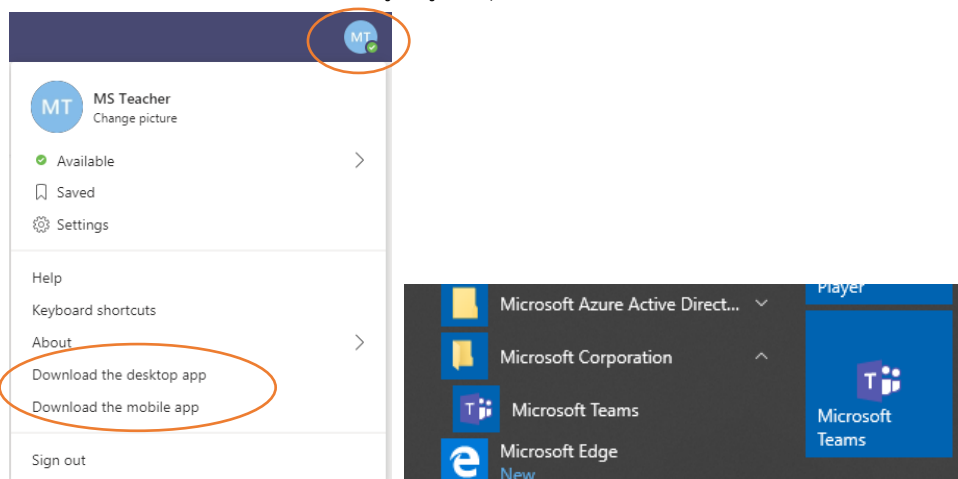 MT
MT
MS Teacher
Change picture
Available
Saved
Settings
Help
Keyboard shortcuts
About
Download the desktop app
Download the mobile app
Sign out
Microsoft Azure Active Direct...
Microsoft Corporation
T
Microsoft Teams
Microsoft Edge
New
Player
T
Microsoft
Teams